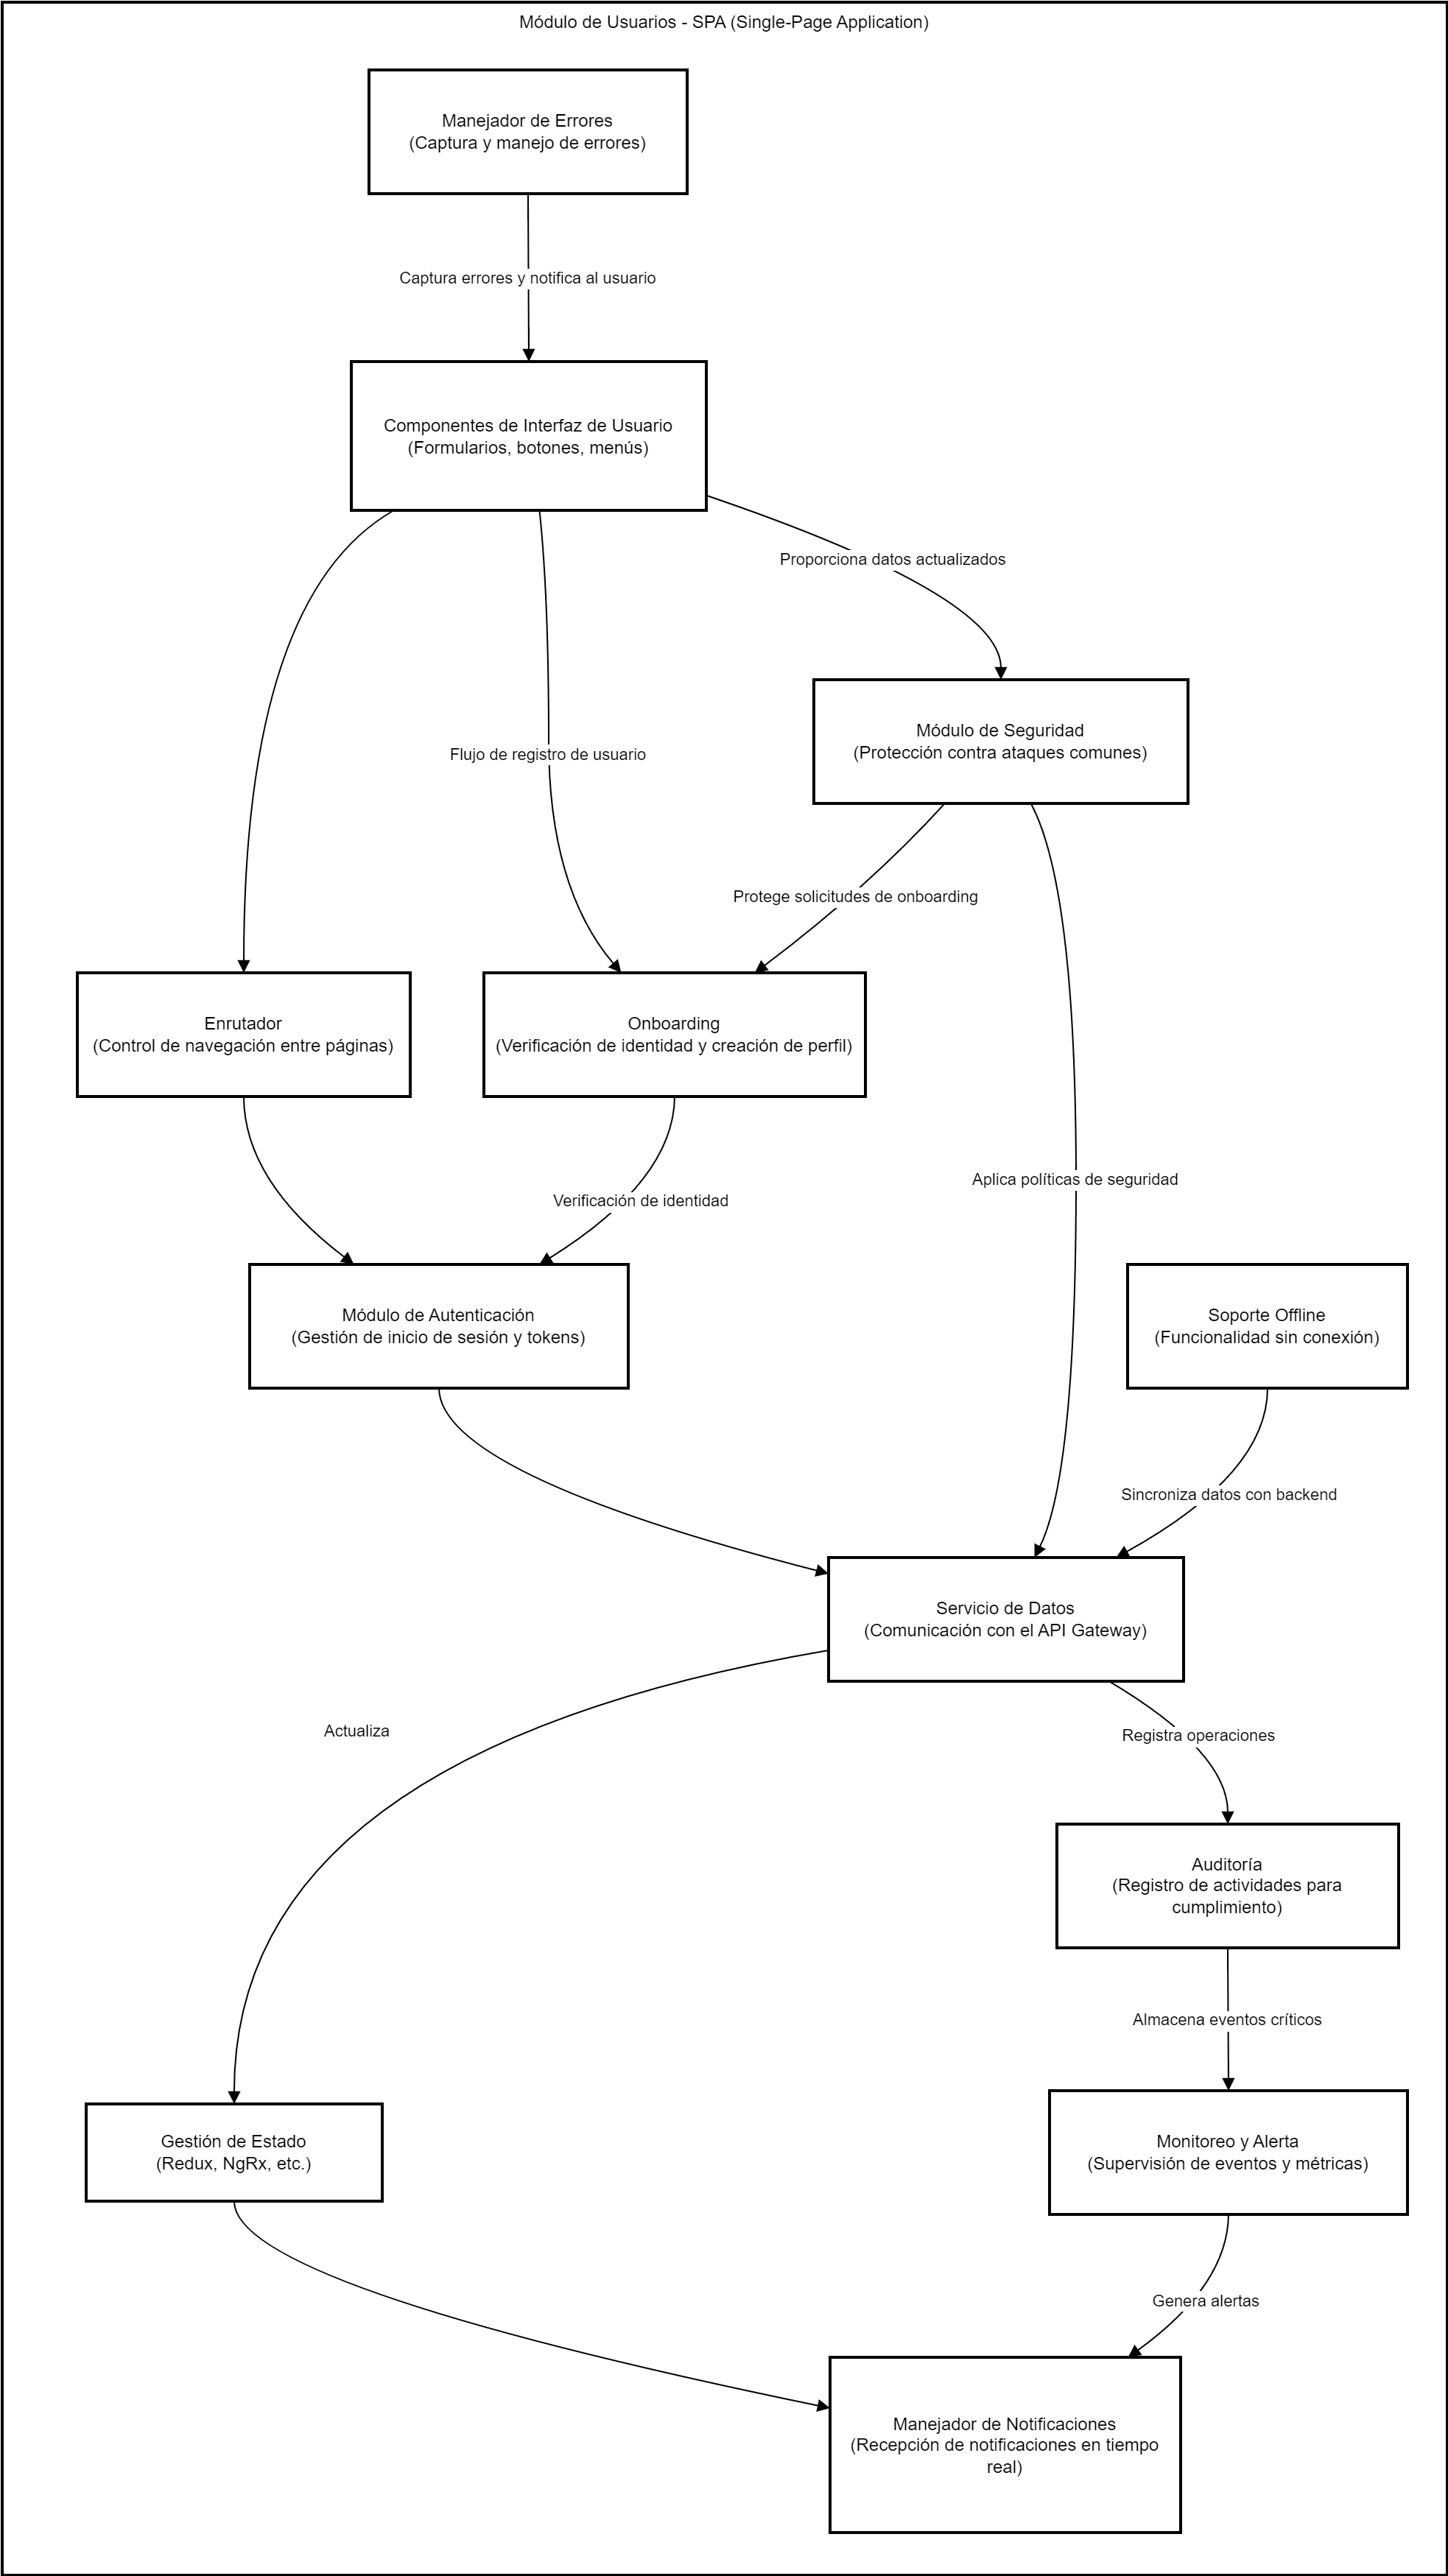 Módulo de Usuarios - SPA (Single-Page Application)
Manejador de Errores
(Captura y manejo de errores)
Captura errores y notifica al usuario
Componentes de Interfaz de Usuario
(Formularios, botones, menús)
Proporciona datos actualizados
Módulo de Seguridad
(Protección contra ataques comunes)
Flujo de registro de usuario
Protege solicitudes de onboarding
Enrutador
(Control de navegación entre páginas)
Onboarding
(Verificación de identidad y creación de perfil)
Aplica políticas de seguridad
Verificación de identidad
Módulo de Autenticación
(Gestión de inicio de sesión y tokens)
Soporte Offline
(Funcionalidad sin conexión)
Sincroniza datos con backend
Servicio de Datos
(Comunicación con el API Gateway)
Actualiza
Registra operaciones
Auditoría
(Registro de actividades para
cumplimiento)
Almacena eventos críticos
Gestión de Estado
(Redux, NgRx, etc.)
Monitoreo y Alerta
(Supervisión de eventos y métricas)
Genera alertas
Manejador de Notificaciones
(Recepción de notificaciones en tiempo
real)